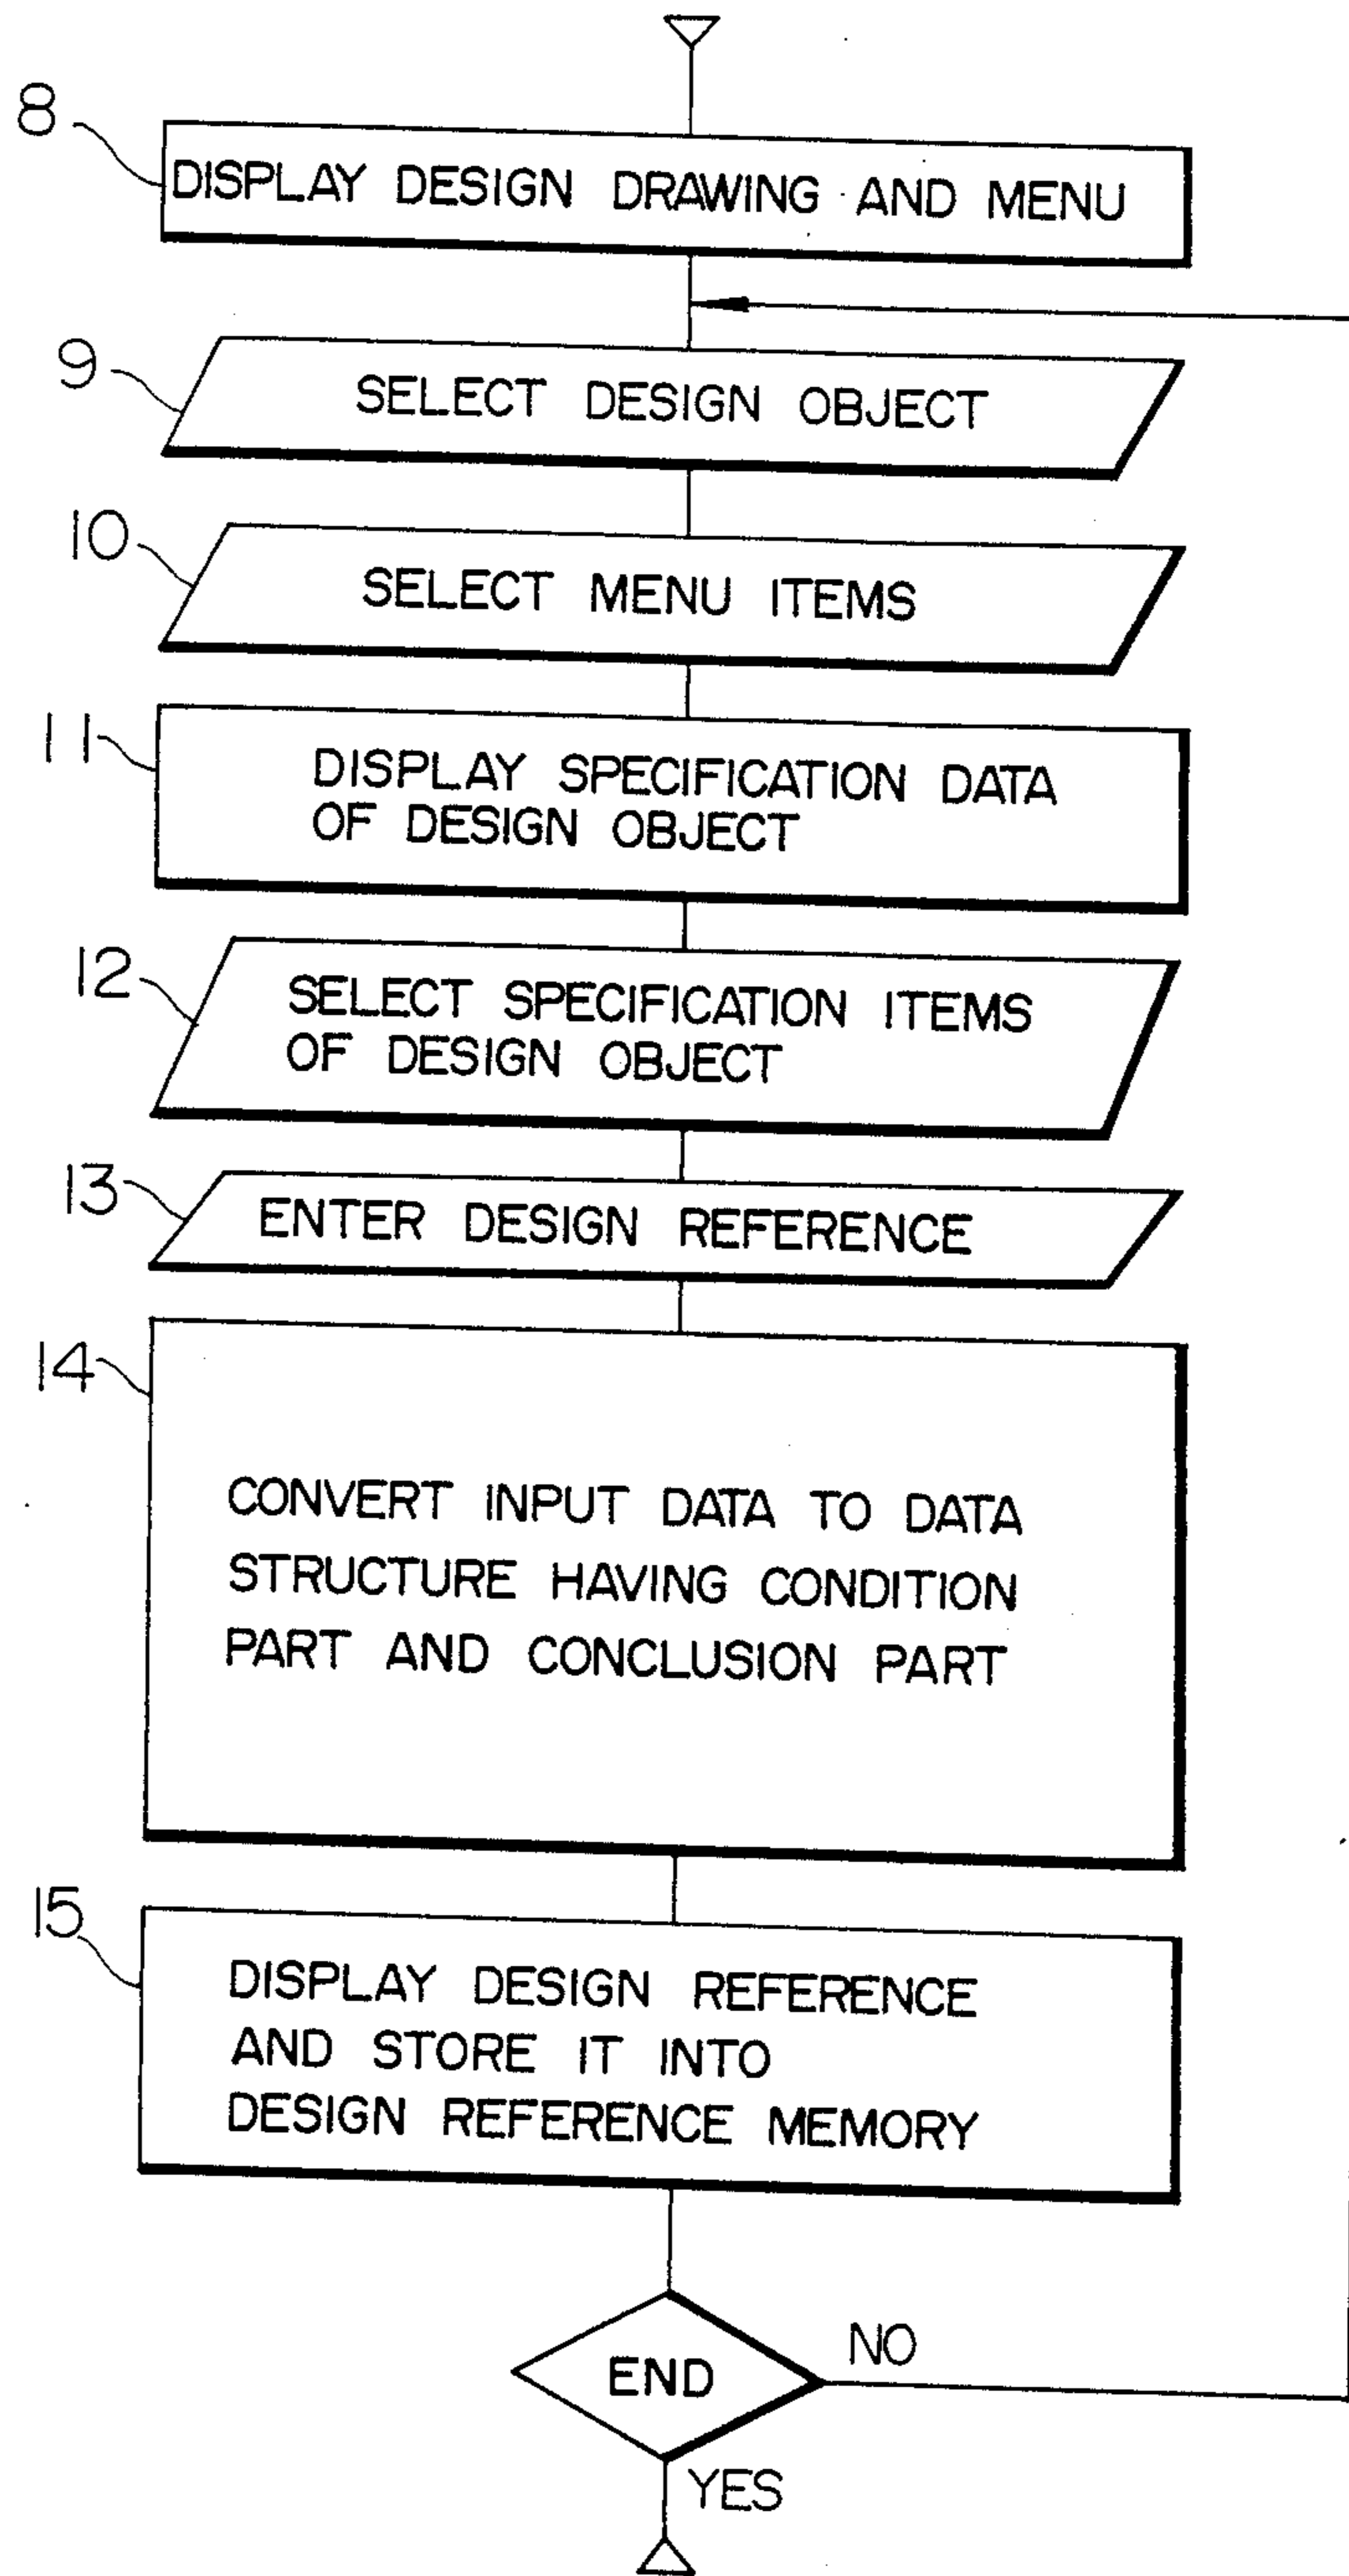 8
DISPLAY DESIGN DRAWING AND MENU
9
SELECT DESIGN OBJECT
10
SELECT MENU ITEMS
11
DISPLAY SPECIFICATION DATA
OF DESIGN OBJECT
12
SELECT SPECIFICATION ITEMS
OF DESIGN OBJECT
13
ENTER DESIGN REFERENCE
14
CONVERT INPUT DATA TO DATA
STRUCTURE HAVING CONDITION
PART AND CONCLUSION PART
15
DISPLAY DESIGN REFERENCE
AND STORE IT INTO
DESIGN REFERENCE MEMORY
END
NO
YES